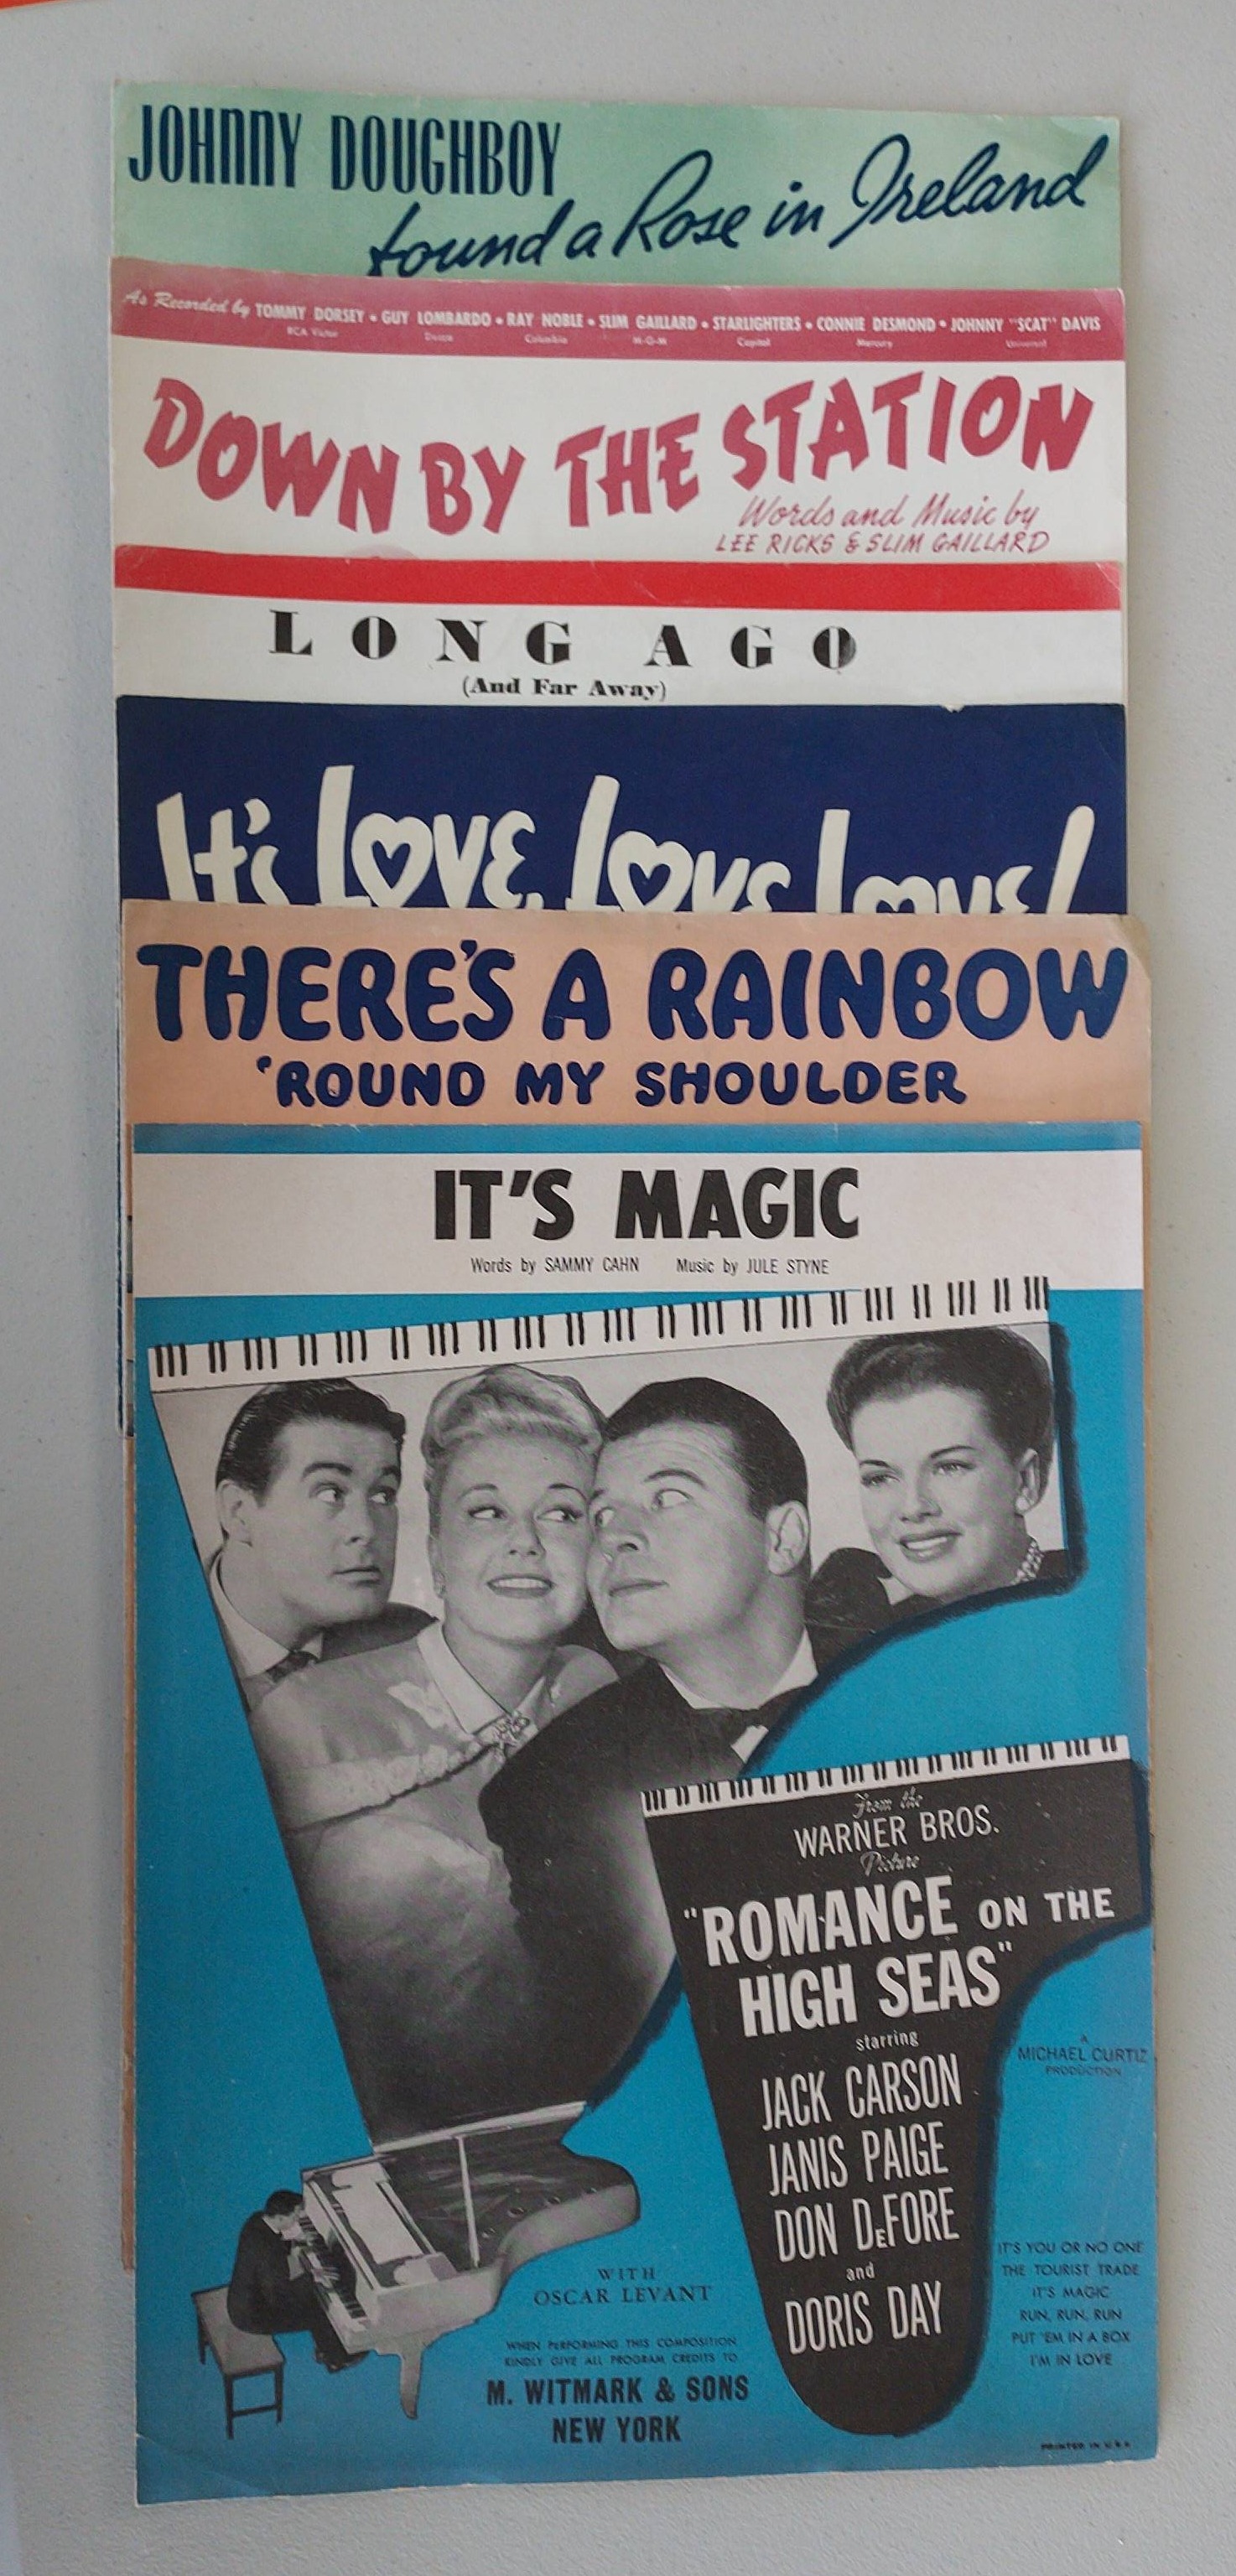 JOHNNY DOUGHBOY
found a Rose in Ireland
As Recorded by TOMMY DORSEY • GUY LOMBARDO • RAY NOBLE • SLIM GAILLARD • STARLIGHTERS • CONNIE DESMOND • JOHNNY "SCAT" DAVIS
RCA Victor Decca Columbia M-G-M Capitol Mercury Universal
DOWN BY THE STATION
Words and Music by
LEE RICKS & SLIM GAILLARD
LONG AGO
(And Far Away)
It's Love, Love, Love!
THERE'S A RAINBOW
'ROUND MY SHOULDER
IT'S MAGIC
Words by SAMMY CAHN Music by JULE STYNE
From the
WARNER BROS.
Picture
"ROMANCE ON THE
HIGH SEAS"
starring
JACK CARSON
JANIS PAIGE
DON DeFORE
and
DORIS DAY
A
MICHAEL CURTIZ
PRODUCTION
WITH
OSCAR LEVANT
WHEN PERFORMING THIS COMPOSITION
KINDLY GIVE ALL PROGRAM CREDITS TO
M. WITMARK & SONS
NEW YORK
IT'S YOU OR NO ONE
THE TOURIST TRADE
IT'S MAGIC
RUN, RUN, RUN
PUT 'EM IN A BOX
I'M IN LOVE
PRINTED IN U.S.A.